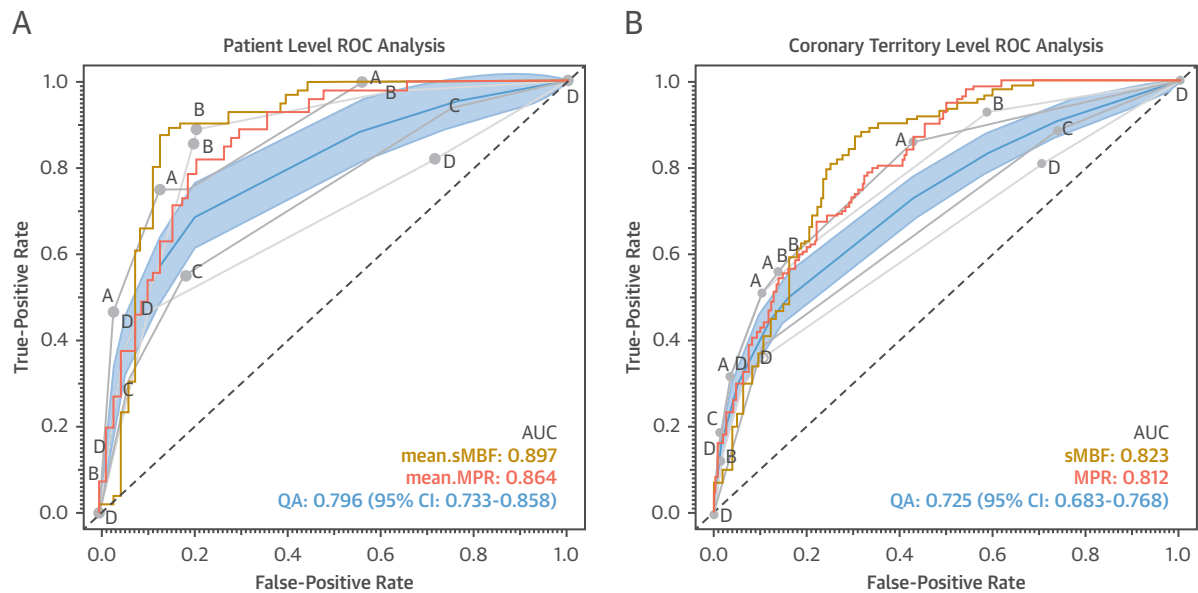 A
Patient Level ROC Analysis
True-Positive Rate
1.0
0.8
0.6
0.4
0.2
0.0
A
B
B
C
D
B
B
A
D
A
C
D
D
C
D
B
D
AUC
mean.sMBF: 0.897
mean.MPR: 0.864
QA: 0.796 (95% CI: 0.733-0.858)
0.0 0.2 0.4 0.6 0.8 1.0
False-Positive Rate
B
Coronary Territory Level ROC Analysis
True-Positive Rate
1.0
0.8
0.6
0.4
0.2
0.0
D
B
C
A
D
B
A B
A
A D D
C
D
B
D
AUC
sMBF: 0.823
MPR: 0.812
QA: 0.725 (95% CI: 0.683-0.768)
0.0 0.2 0.4 0.6 0.8 1.0
False-Positive Rate